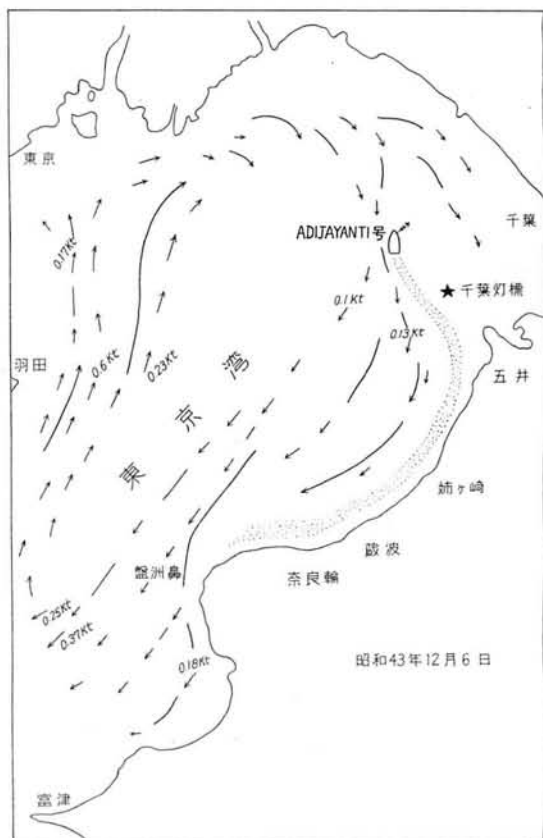 東京
千葉
ADIJAYANTI号
0.17Kt
★千葉灯標
0.1Kt
0.13Kt
羽田
0.6Kt
0.23Kt
五井
東京湾
姉ヶ崎
盤洲鼻
奈良輪
0.25Kt
0.37Kt
0.18Kt
昭和43年12月6日
富津